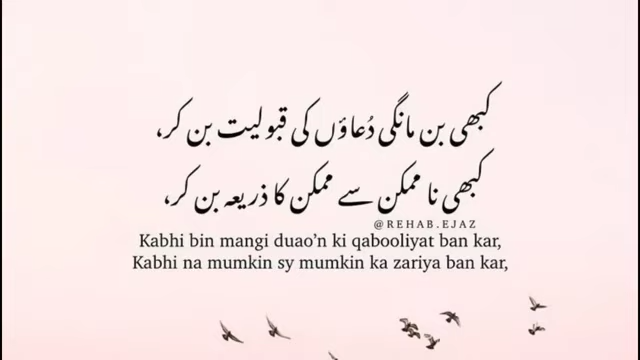 کبھی بن مانگی دُعاؤں کی قبولیت بن کر،
کبھی نا ممکن سے ممکن کا ذریعہ بن کر،
@REHAB.EJAZ
Kabhi bin mangi duao’n ki qabooliyat ban kar,
Kabhi na mumkin sy mumkin ka zariya ban kar,